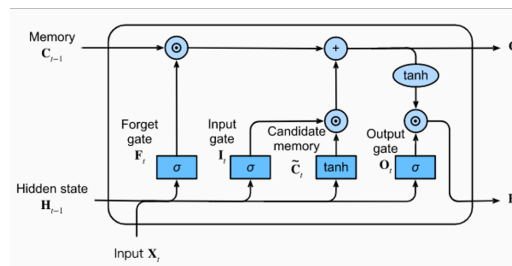 Memory
C_{t-1}
tanh
Forget
gate
F_t
Input
gate
I_t
Candidate
memory
C̃_t
Output
gate
O_t
σ
σ
tanh
σ
Hidden state
H_{t-1}
Input X_t